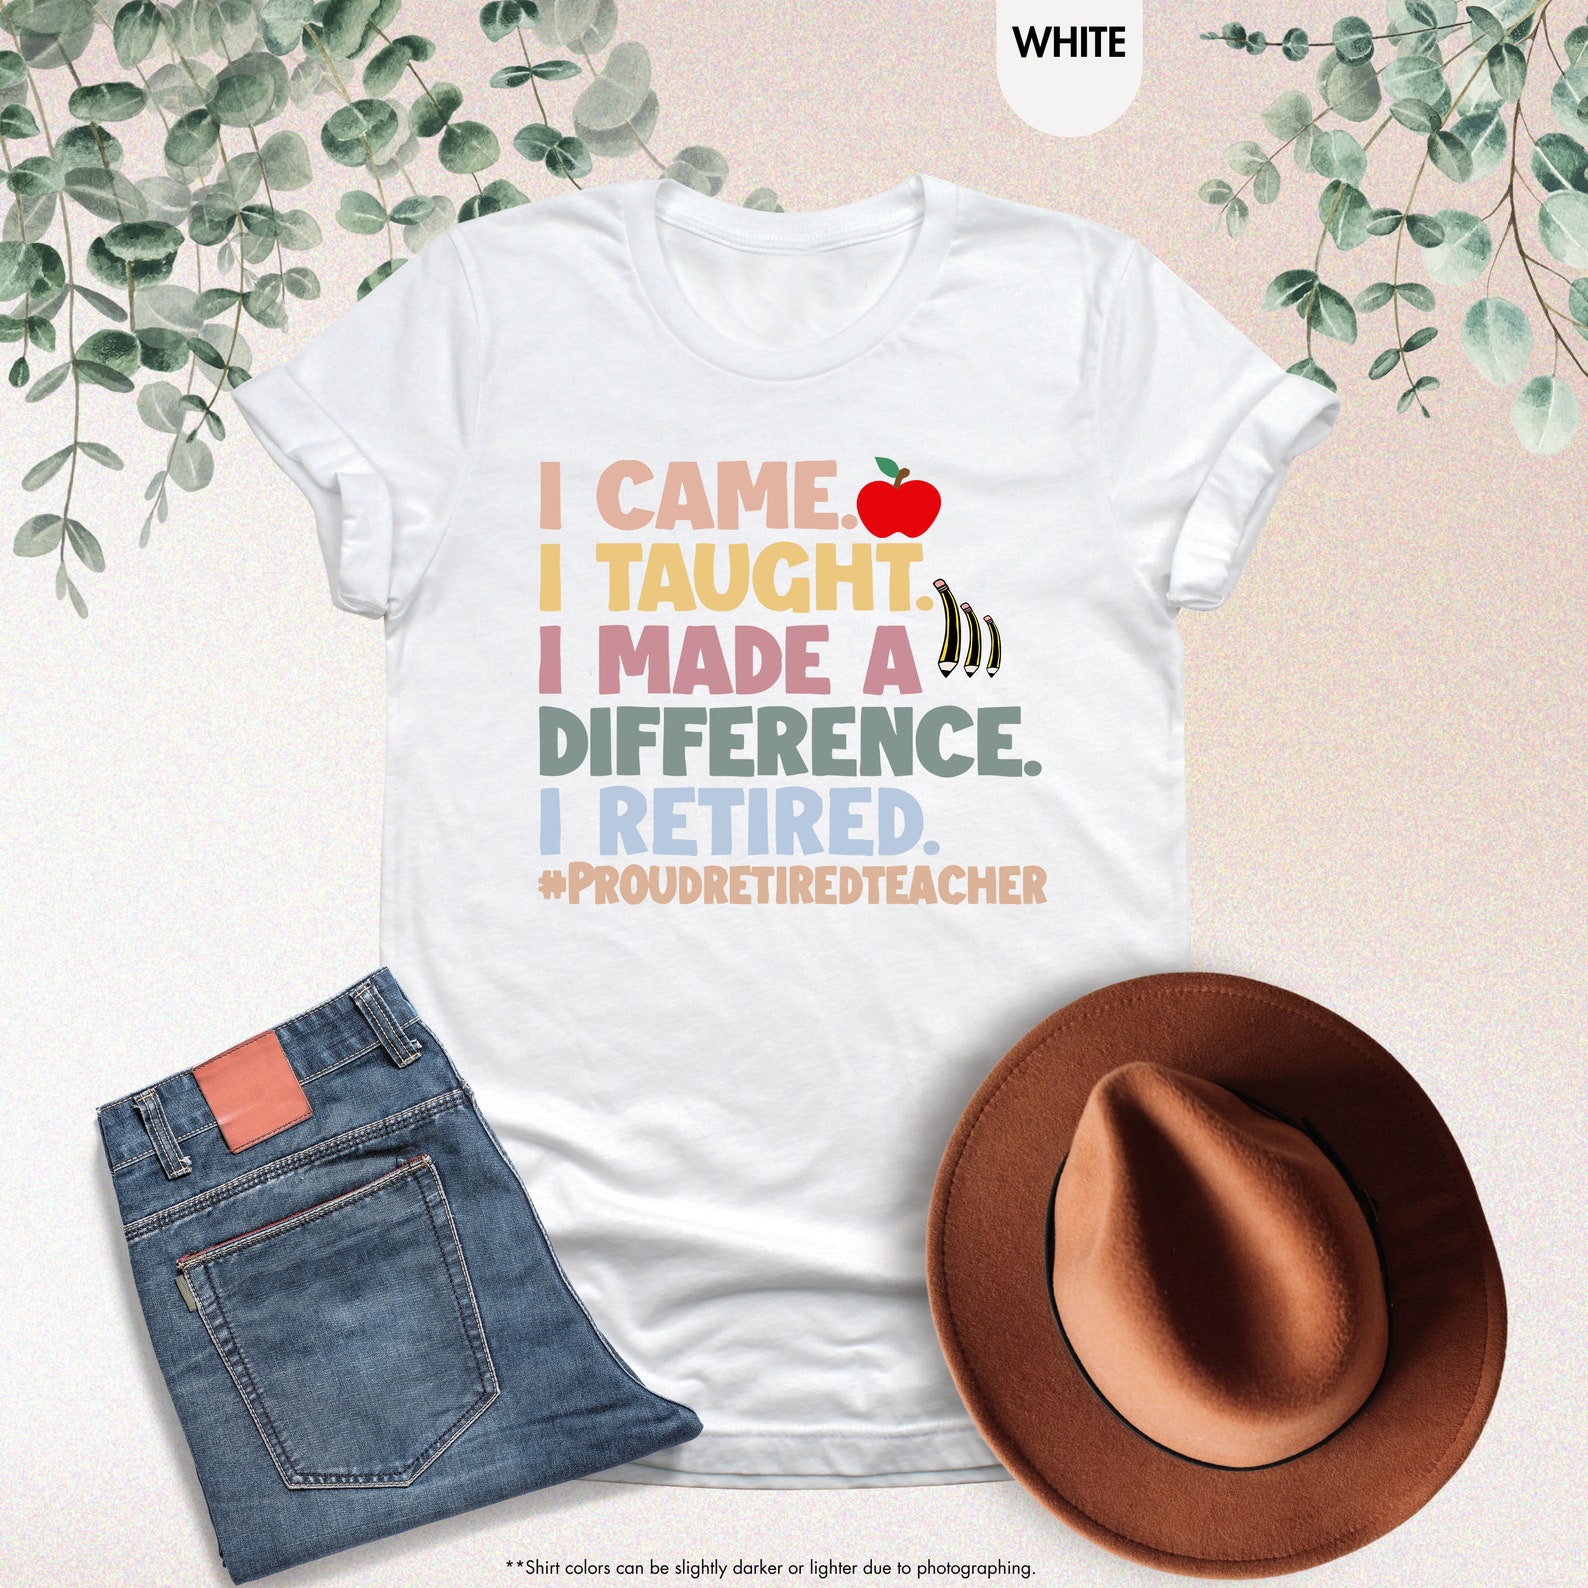 WHITE
I CAME.
I TAUGHT.
I MADE A
DIFFERENCE.
I RETIRED.
#PROUDRETIREDTEACHER
**Shirt colors can be slightly darker or lighter due to photographing.